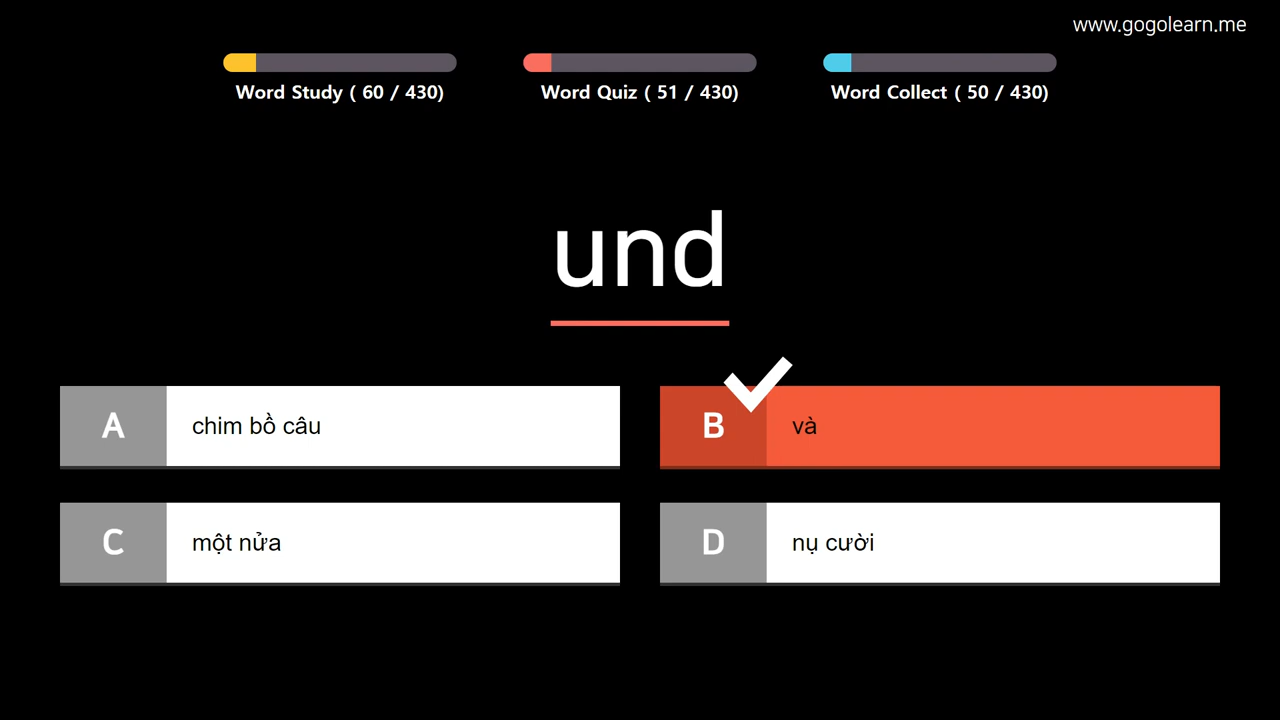 www.gogolearn.me
Word Study ( 60 / 430)
Word Quiz ( 51 / 430)
Word Collect ( 50 / 430)
und
A chim bồ câu
B và
C một nửa
D nụ cười